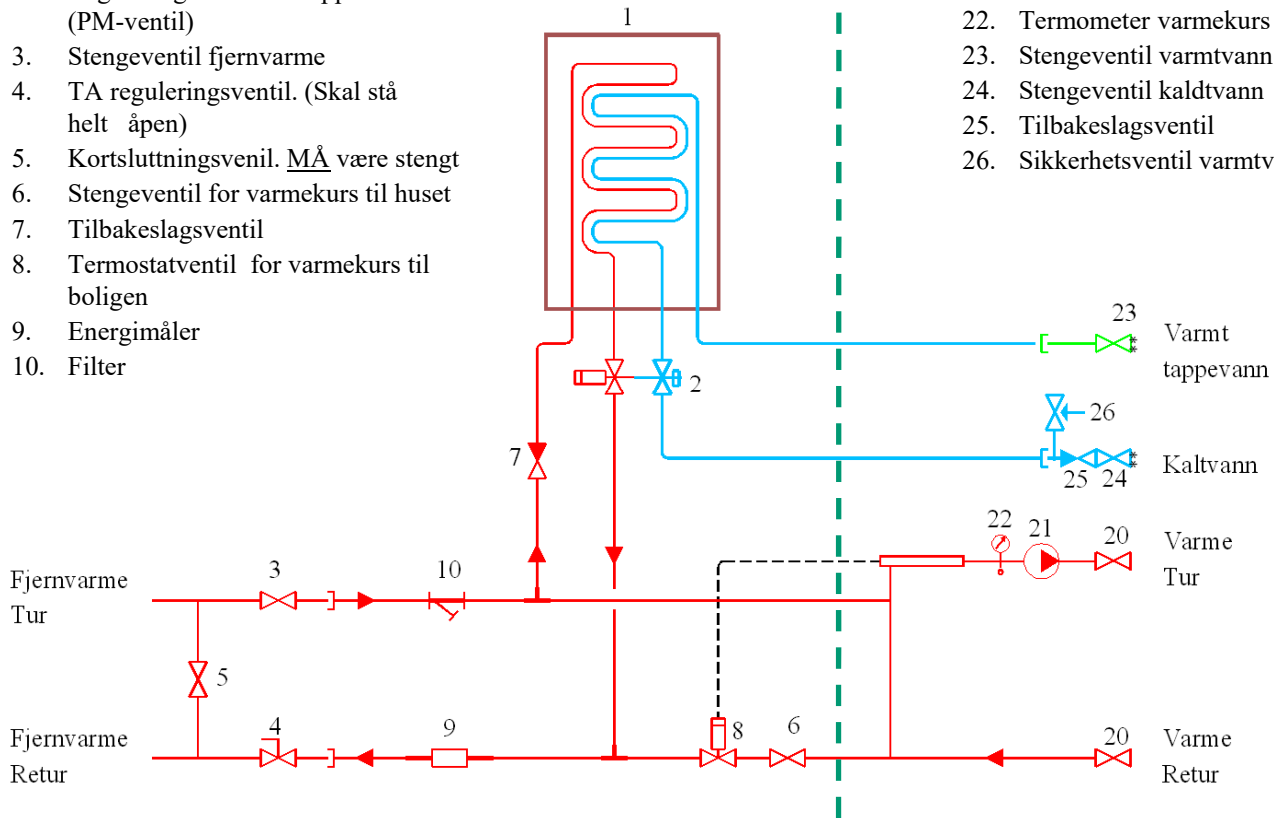 (PM-ventil)
3. Stengeventil fjernvarme
4. TA reguleringsventil. (Skal stå
helt åpen)
5. Kortsluttningsvenil. MÅ være stengt
6. Stengeventil for varmekurs til huset
7. Tilbakeslagsventil
8. Termostatventil for varmekurs til
boligen
9. Energimåler
10. Filter
22. Termometer varmekurs
23. Stengeventil varmtvann
24. Stengeventil kaldtvann
25. Tilbakeslagsventil
26. Sikkerhetsventil varmtv
1
23
Varmt
tappevann
2
26
7
25
24
Kaltvann
22
21
20
Varme
Tur
Fjernvarme
Tur
3
10
5
Fjernvarme
Retur
4
9
8
6
20
Varme
Retur